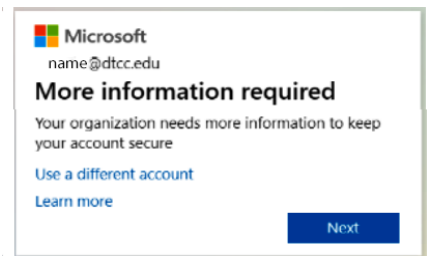 Microsoft
name@dtcc.edu
More information required
Your organization needs more information to keep
your account secure
Use a different account
Learn more
Next